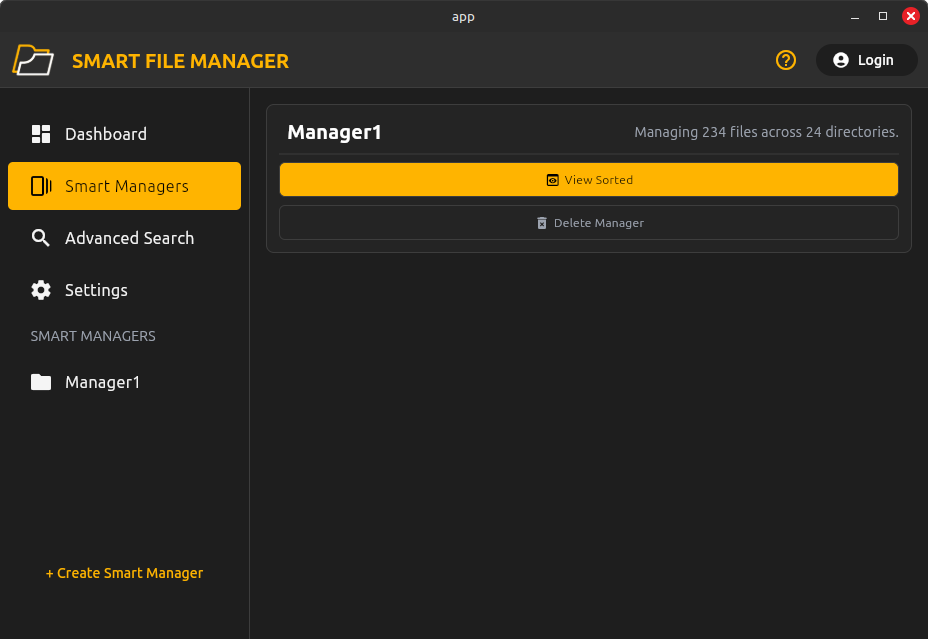 app
SMART FILE MANAGER
Login
Dashboard
Smart Managers
Advanced Search
Settings
SMART MANAGERS
Manager1
+ Create Smart Manager
Manager1
Managing 234 files across 24 directories.
View Sorted
Delete Manager